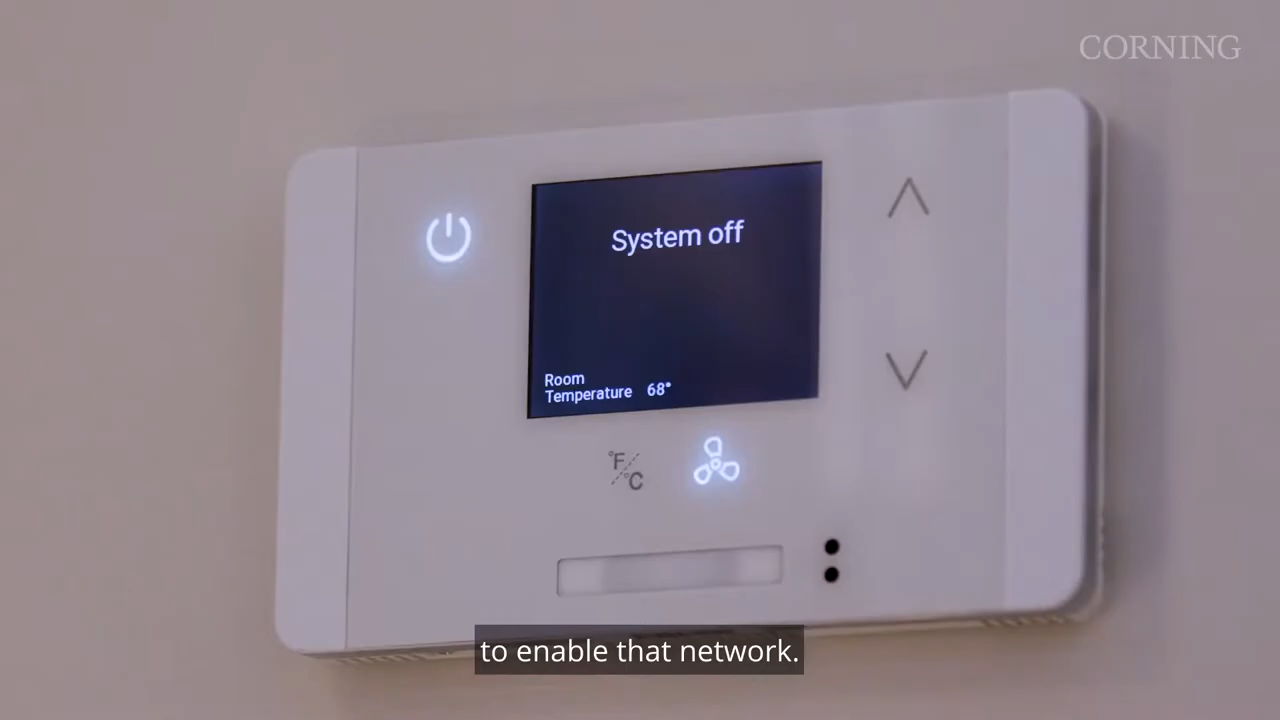 CORNING
System off
Room
Temperature 68°
°F/°C
to enable that network.